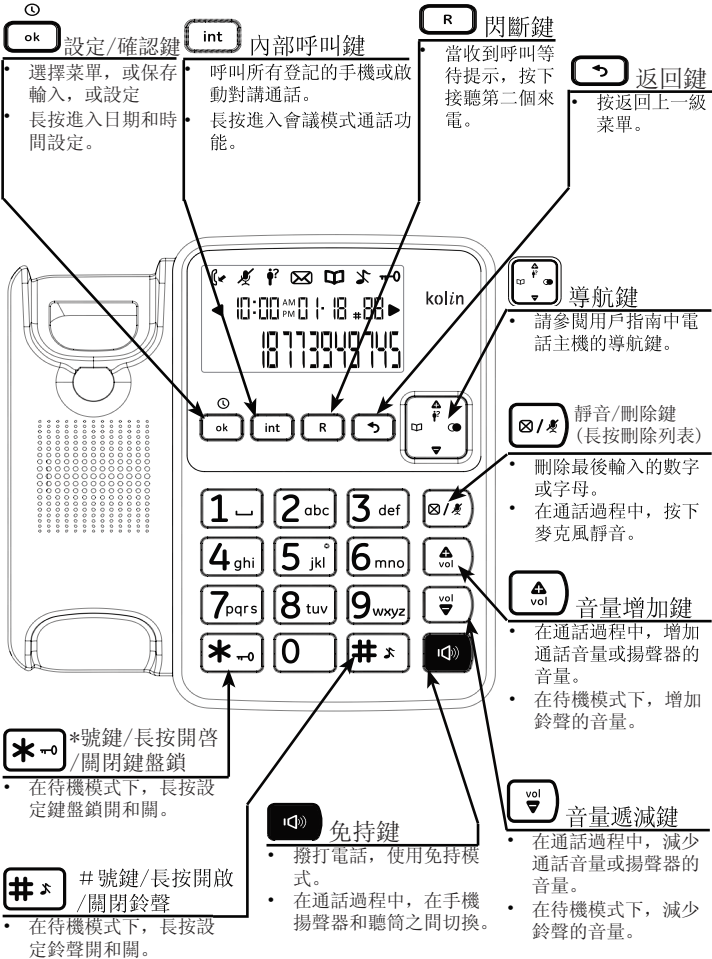 ok 設定/確認鍵
• 選擇菜單，或保存
輸入，或設定
• 長按進入日期和時
間設定。
int 內部呼叫鍵
• 呼叫所有登記的手機或啟
動對講通話。
• 長按進入會議模式通話功
能。
R 閃斷鍵
• 當收到呼叫等
待提示，按下
接聽第二個來
電。
返回鍵
• 按返回上一級
菜單。
kolin
10:00 AM PM 01-18 #88
18773949745
ok int R
1
2 abc
3 def
4 ghi
5 jkl
6 mno
vol
7 pqrs
8 tuv
9 wxyz
vol
* 0 #
導航鍵
• 請參閱用戶指南中電
話主機的導航鍵。
/ 靜音/刪除鍵
(長按刪除列表)
• 刪除最後輸入的數字
或字母。
• 在通話過程中，按下
麥克風靜音。
vol 音量增加鍵
• 在通話過程中，增加
通話音量或揚聲器的
音量。
• 在待機模式下，增加
鈴聲的音量。
vol 音量遞減鍵
• 在通話過程中，減少
通話音量或揚聲器的
音量。
• 在待機模式下，減少
鈴聲的音量。
* *號鍵/長按開啓
/關閉鍵盤鎖
• 在待機模式下，長按設
定鍵盤鎖開和關。
# ＃號鍵/長按開啟
/關閉鈴聲
• 在待機模式下，長按設
定鈴聲開和關。
免持鍵
• 撥打電話，使用免持模
式。
• 在通話過程中，在手機
揚聲器和聽筒之間切換。